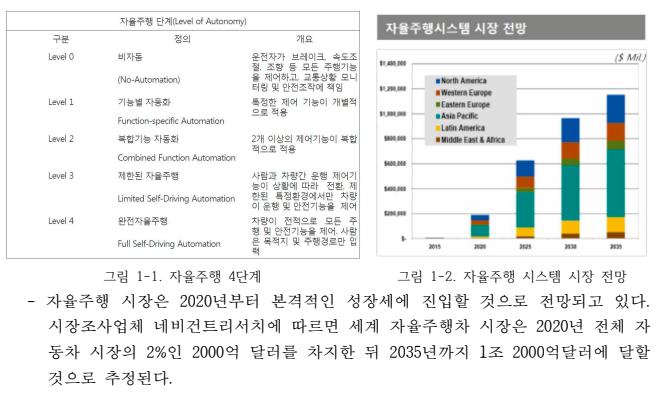 자율주행 단계(Level of Autonomy)
구분 정의 개요
Level 0 비자동 (No-Automation) 운전자가 브레이크, 속도조
절, 조향 등 모든 주행기능
을 제어하고, 교통상황 모니
터링 및 안전조작에 책임
Level 1 기능별 자동화 특정한 제어 기능이 개별적
으로 적용
Function-specific Automation
Level 2 복합기능 자동화 2개 이상의 제어기능이 복합
적으로 적용
Combined Function Automation
Level 3 제한된 자율주행 사람과 차량간 운행 제어기
능이 상황에 따라 전환, 제
한된 특정환경에서만 차량
이 운행 및 안전기능을 제어
Limited Self-Driving Automation
Level 4 완전자율주행 차량이 전적으로 모든 주
행 및 안전기능을 제어. 사람
은 목적지 및 주행경로만 입
력
Full Self-Driving Automation
그림 1-1. 자율주행 4단계
자율주행시스템 시장 전망
($ Mil.)
$1,400,000
$1,200,000
$1,000,000
$800,000
$600,000
$400,000
$200,000
$-
North America
Western Europe
Eastern Europe
Asia Pacific
Latin America
Middle East & Africa
2015 2020 2025 2030 2035
그림 1-2. 자율주행 시스템 시장 전망
- 자율주행 시장은 2020년부터 본격적인 성장세에 진입할 것으로 전망되고 있다.
시장조사업체 네비건트리서치에 따르면 세계 자율주행차 시장은 2020년 전체 자
동차 시장의 2%인 2000억 달러를 차지한 뒤 2035년까지 1조 2000억달러에 달할
것으로 추정된다.